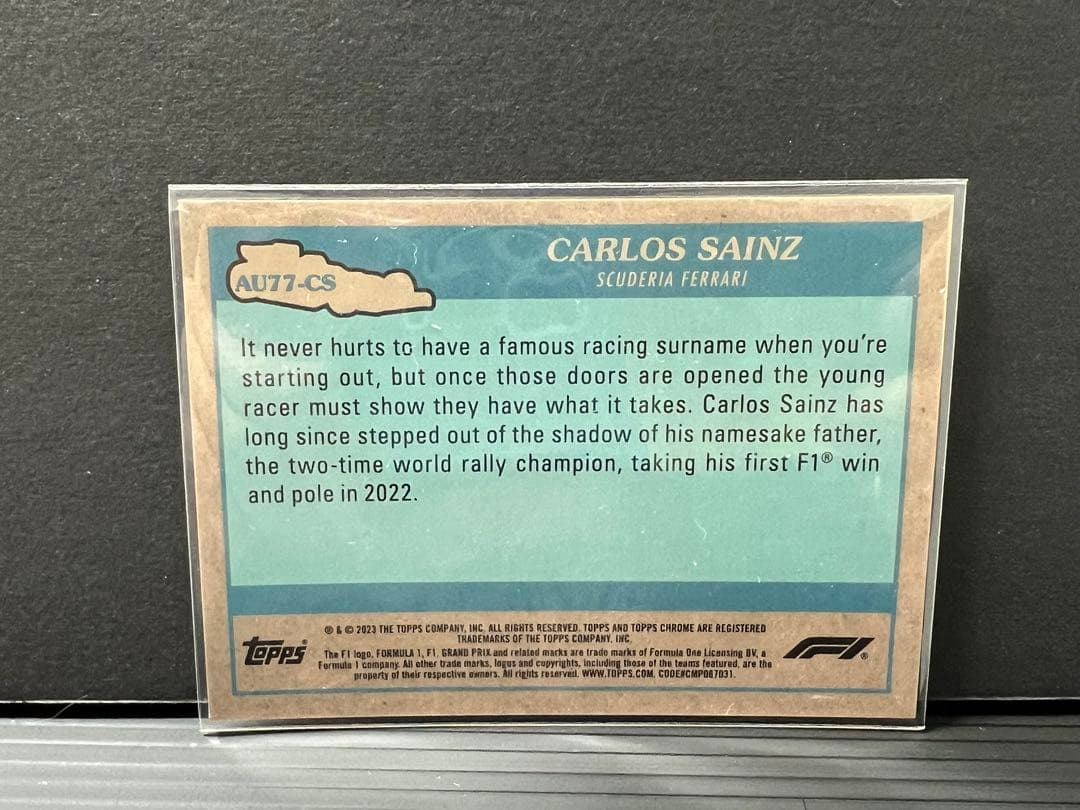 AU77-CS
CARLOS SAINZ
SCUDERIA FERRARI
It never hurts to have a famous racing surname when you're
starting out, but once those doors are opened the young
racer must show they have what it takes. Carlos Sainz has
long since stepped out of the shadow of his namesake father,
the two-time world rally champion, taking his first F1® win
and pole in 2022.
® & © 2023 THE TOPPS COMPANY, INC. ALL RIGHTS RESERVED. TOPPS AND TOPPS CHROME ARE REGISTERED
TRADEMARKS OF THE TOPPS COMPANY, INC.
The F1 logo, FORMULA 1, F1, GRAND PRIX and related marks are trade marks of Formula One Licensing BV, a
Formula 1 company. All other trade marks, logos and copyrights, including those of the teams featured, are the
property of their respective owners. All rights reserved. WWW.TOPPS.COM. CODE#CMP087031.
Topps®
F1®